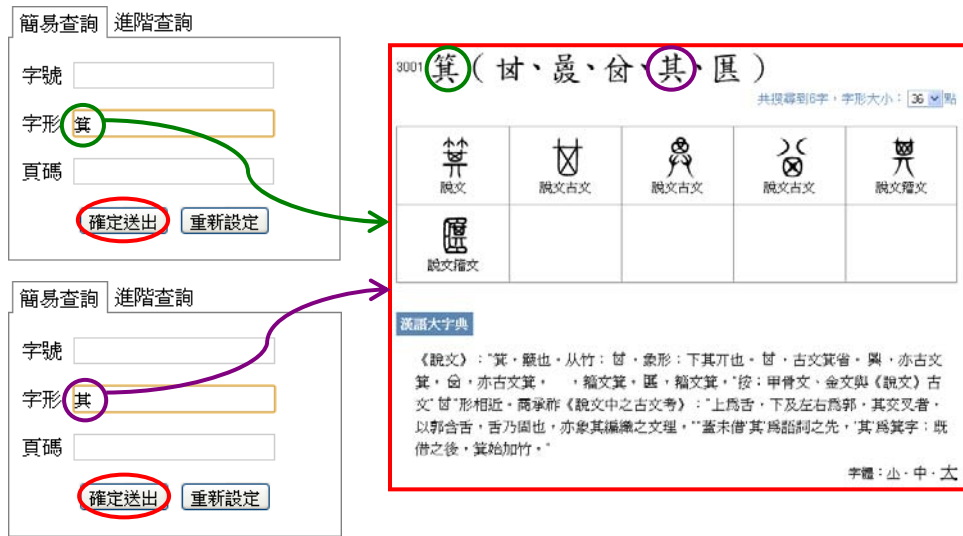 簡易查詢 進階查詢
字號
字形 箕
頁碼
確定送出 重新設定
簡易查詢 進階查詢
字號
字形 其
頁碼
確定送出 重新設定
3001 箕 ( 𠀠、、、其、匧 )
共搜尋到6字，字形大小： 36 點
說文 說文古文 說文古文 說文古文 說文籀文
說文籀文
漢語大字典
《說文》："箕，簸也。从竹；𠀠，象形；下其丌也。𠀠，古文箕省。，亦古文
箕。，亦古文箕。 ，籀文箕。匧，籀文箕。"按：甲骨文、金文與《說文》古
文"𠀠"形相近。商承祚《說文中之古文考》："上爲舌，下及左右爲郭，其交叉者，
以郭含舌，舌乃固也，亦象其編織之文理。""蓋未借'其'爲語詞之先，'其'爲箕字；既
借之後，箕始加竹。"
字體：小．中．大